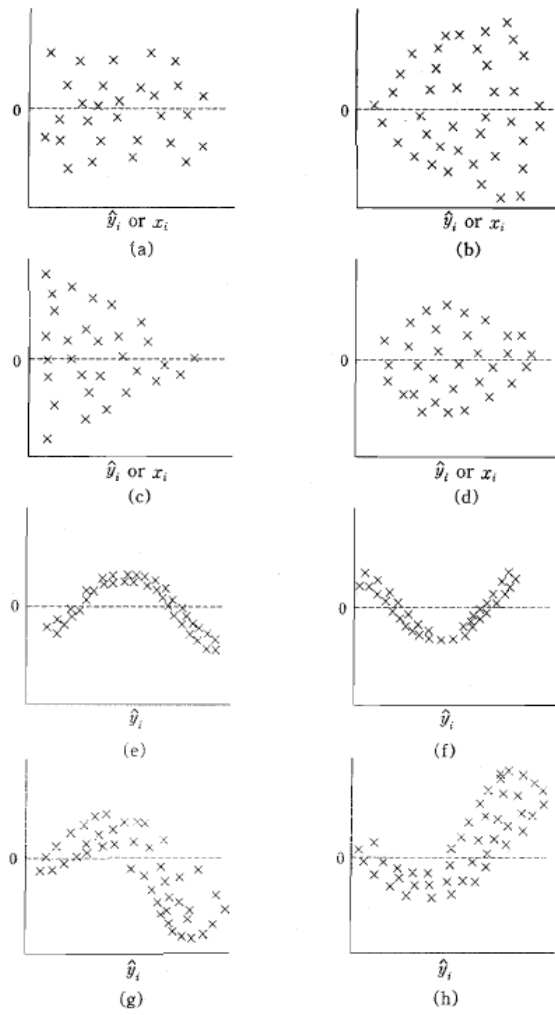 0 0
ŷᵢ or xᵢ ŷᵢ or xᵢ
(a) (b)
0 0
ŷᵢ or xᵢ ŷᵢ or xᵢ
(c) (d)
0 0
ŷᵢ ŷᵢ
(e) (f)
0 0
ŷᵢ ŷᵢ
(g) (h)